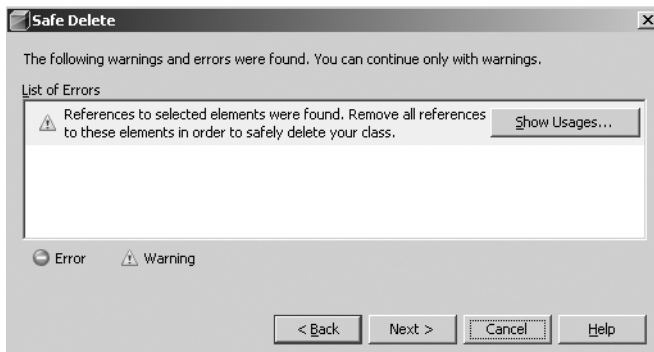 Safe Delete
The following warnings and errors were found. You can continue only with warnings.
List of Errors
References to selected elements were found. Remove all references
to these elements in order to safely delete your class.
Show Usages...
Error
Warning
< Back
Next >
Cancel
Help